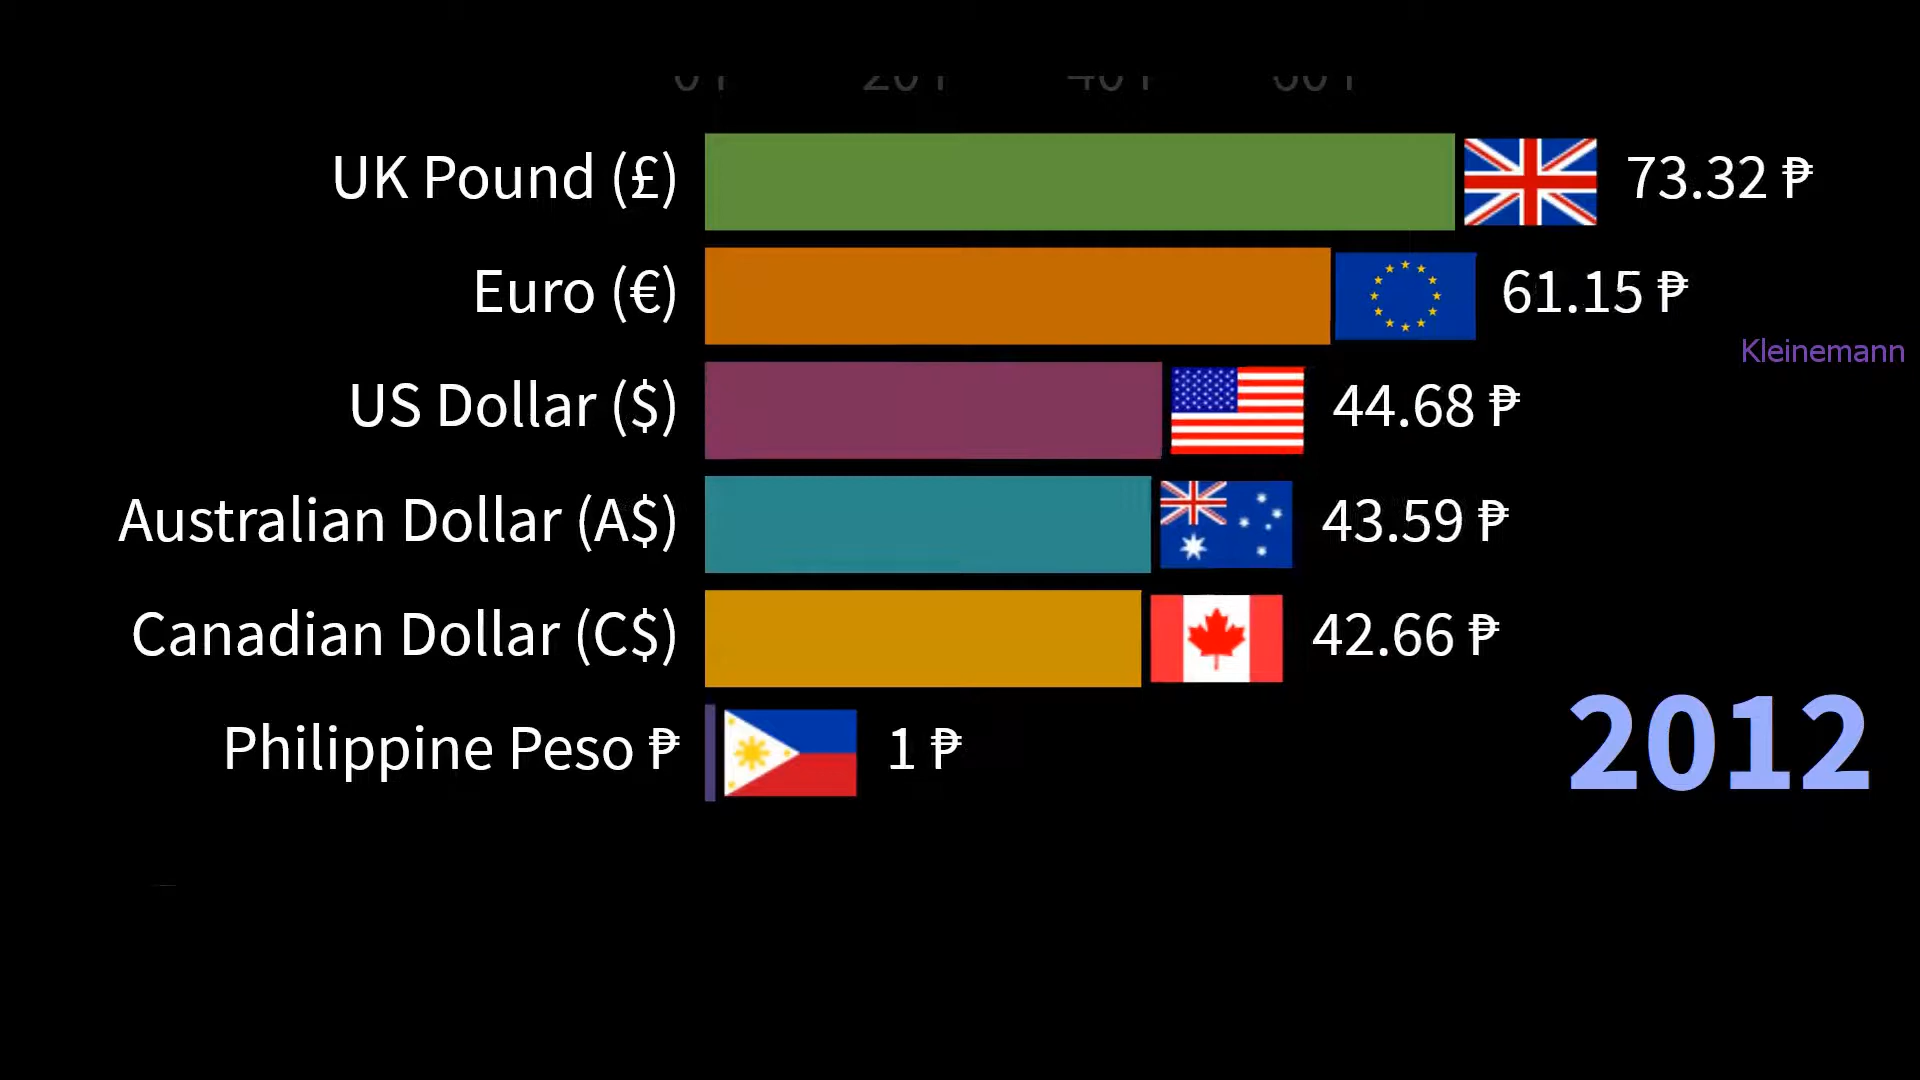 UK Pound (£) 73.32 ₱
Euro (€) 61.15 ₱
Kleinemann
US Dollar ($) 44.68 ₱
Australian Dollar (A$) 43.59 ₱
Canadian Dollar (C$) 42.66 ₱
Philippine Peso ₱ 1 ₱
2012